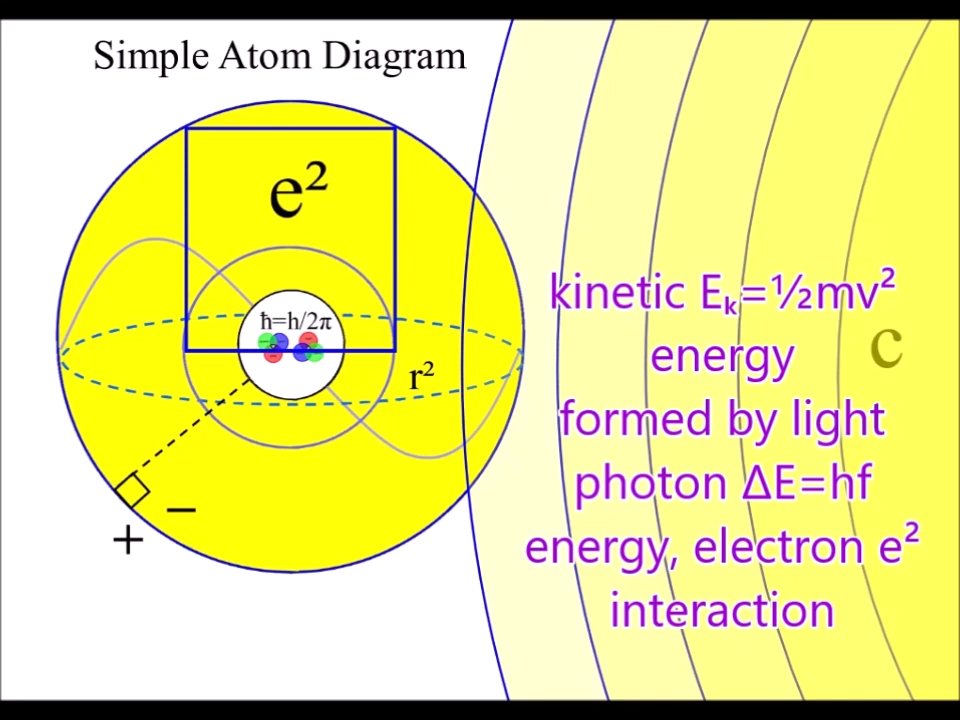 Simple Atom Diagram
e²
ħ=h/2π
r²
−
+
kinetic Eₖ=½mv²
energy
c
formed by light
photon ΔE=hf
energy, electron e²
interaction